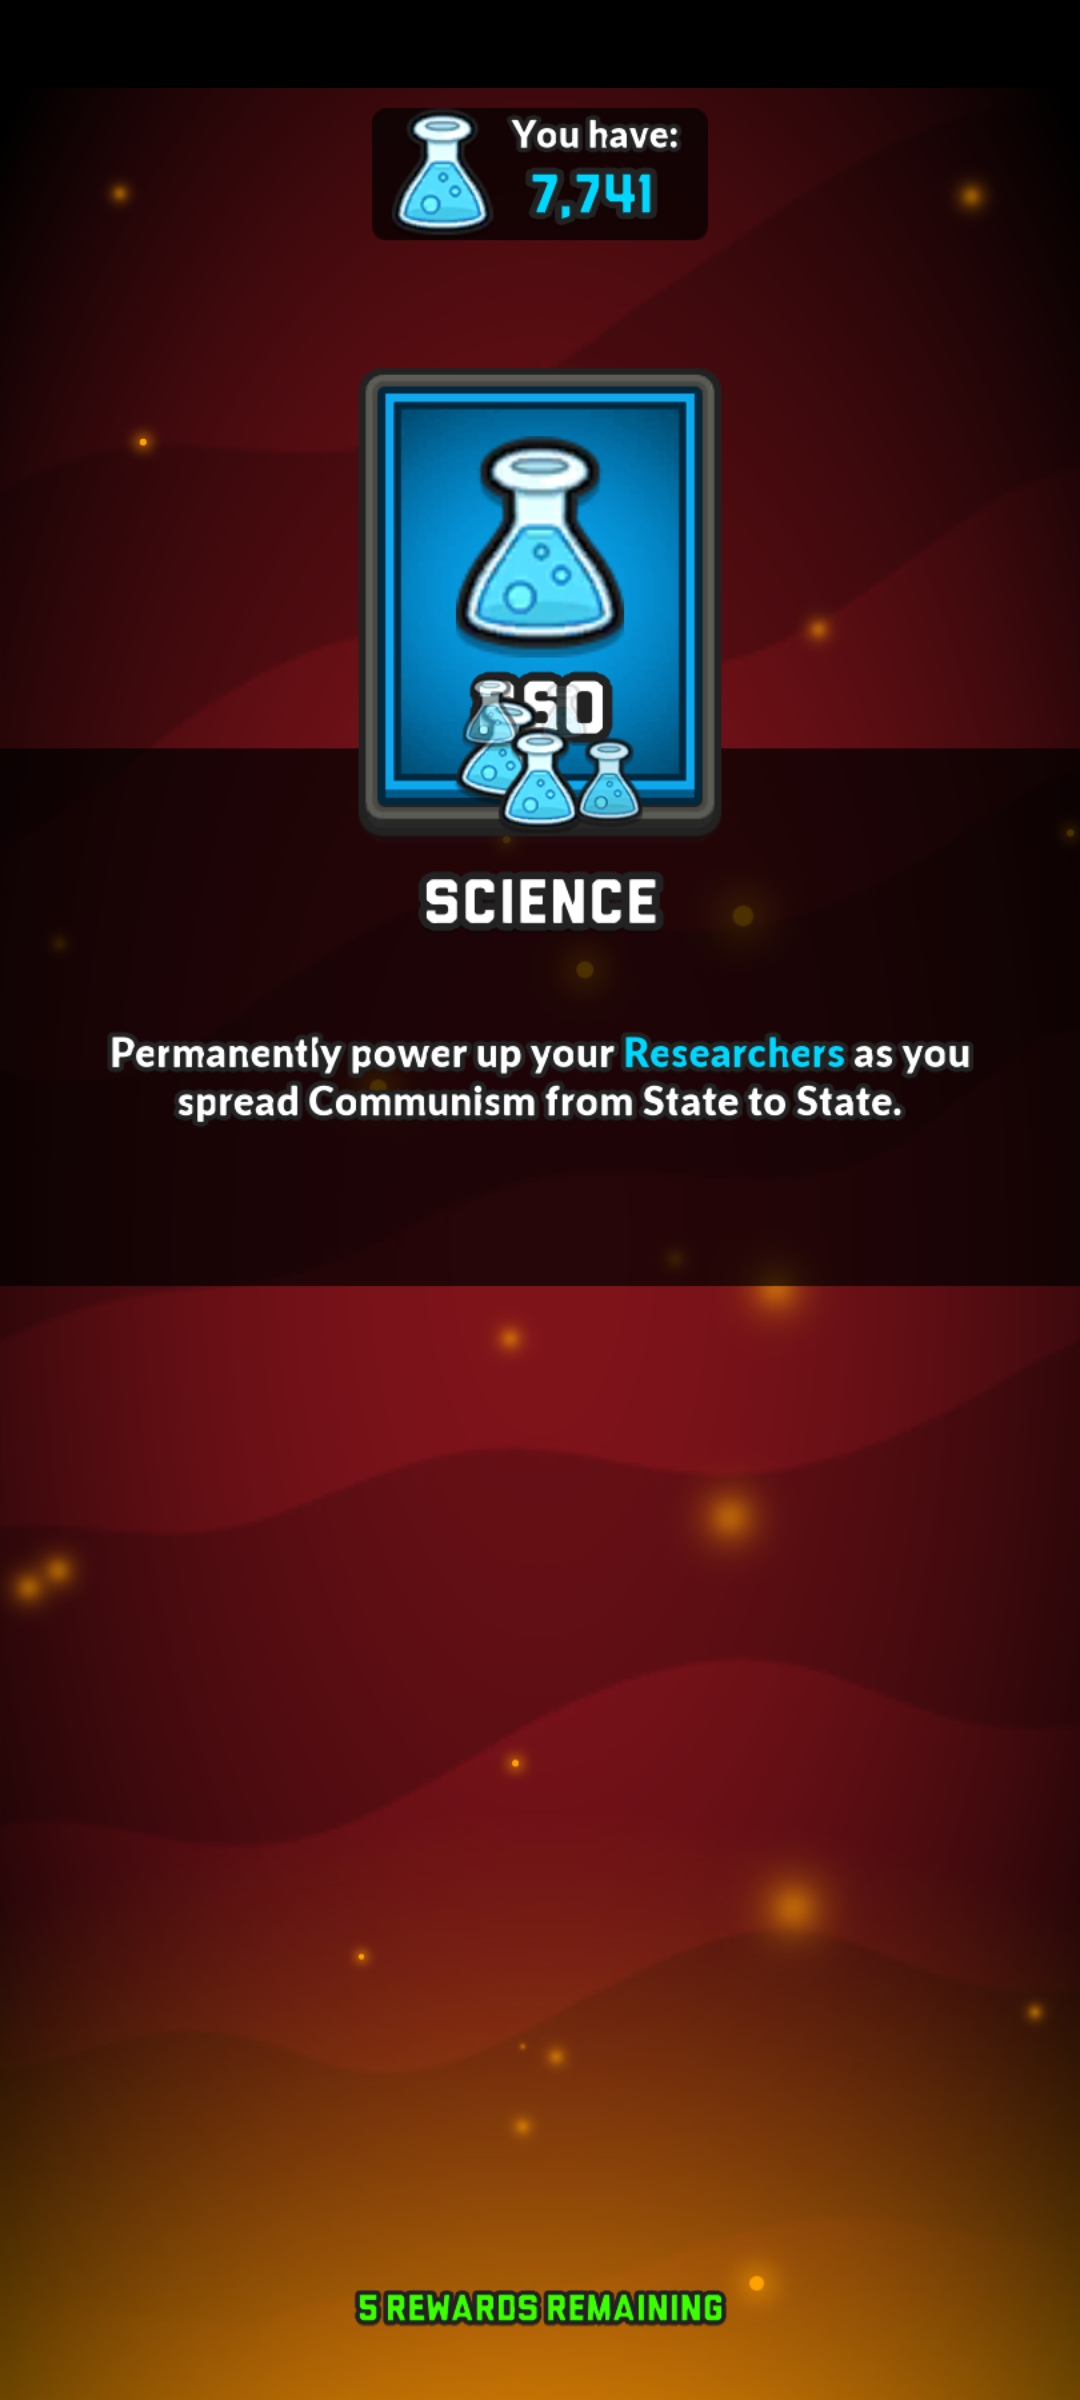 You have:
7,741
SCIENCE
Permanently power up your Researchers as you
spread Communism from State to State.
5 REWARDS REMAINING